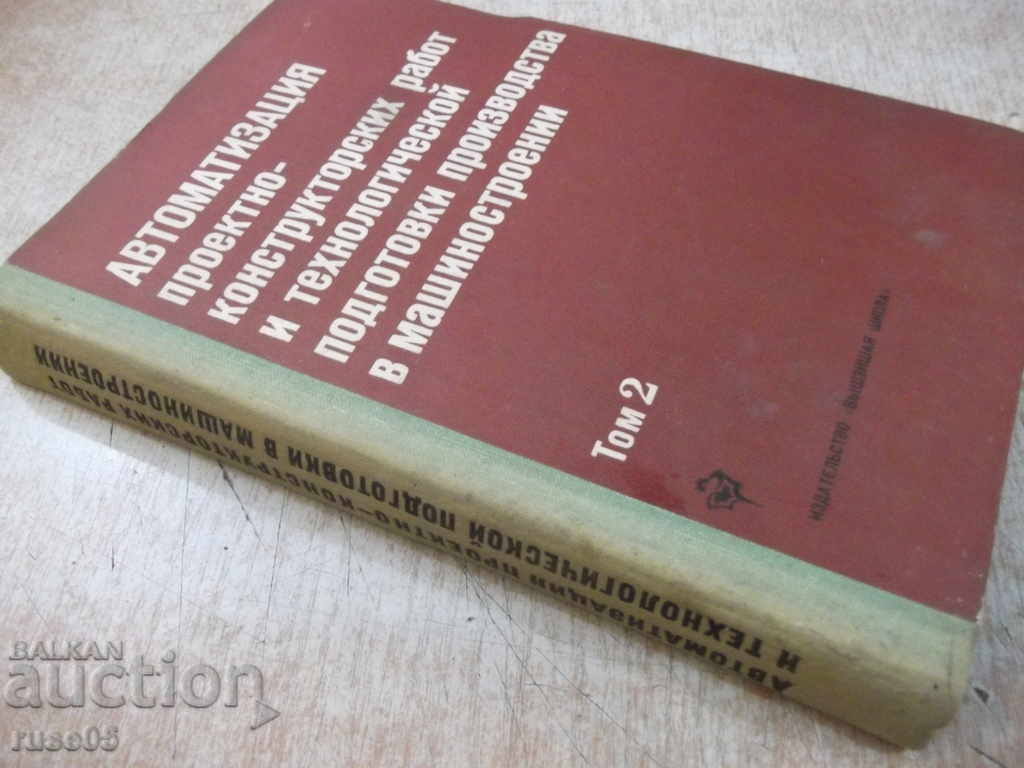 АВТОМАТИЗАЦИЯ
проектно-
конструкторских работ
и технологической
подготовки производства
в машиностроении
Том 2
ИЗДАТЕЛЬСТВО «ВЫШЭЙШАЯ ШКОЛА»
АВТОМАТИЗАЦИЯ ПРОЕКТНО-КОНСТРУКТОРСКИХ РАБОТ
И ТЕХНОЛОГИЧЕСКОЙ ПОДГОТОВКИ В МАШИНОСТРОЕНИИ
BALKAN
auction
ruse05